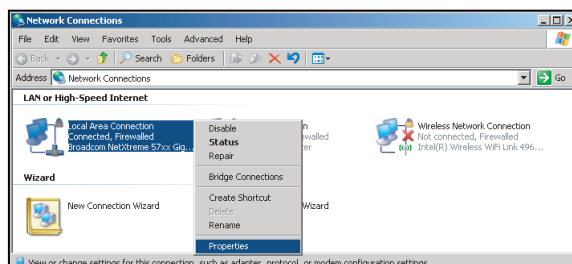 Network Connections
File Edit View Favorites Tools Advanced Help
Back Search Folders
Address Network Connections Go
LAN or High-Speed Internet
Local Area Connection
Connected, Firewalled
Broadcom NetXtreme 57xx Gig...
Disable
Status
Repair
Bridge Connections
Create Shortcut
Delete
Rename
Properties
n
ewalled
ter
Wireless Network Connection
Not connected, Firewalled
Intel(R) Wireless WiFi Link 496...
Wizard
New Connection Wizard
Wizard
View or change settings for this connection, such as adapter, protocol, or modem configuration settings.